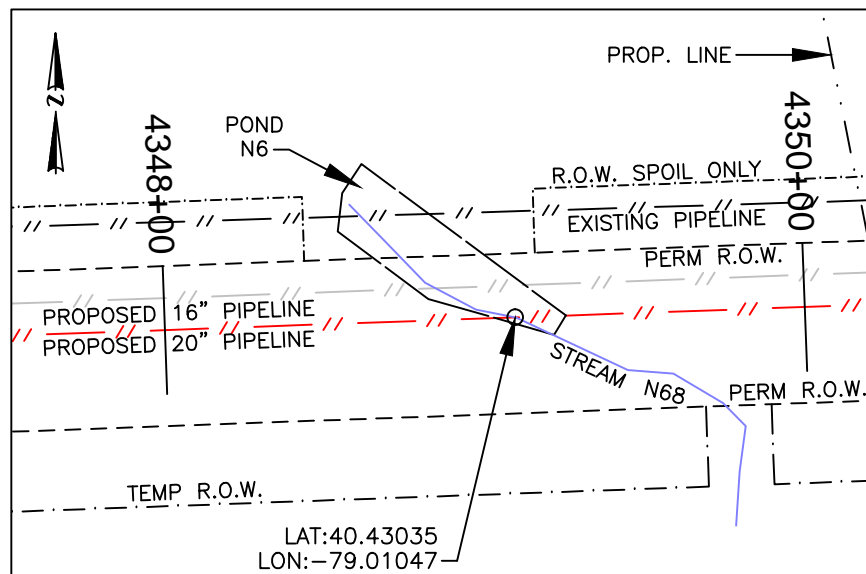 PROP. LINE
N
POND
N6
4348+00
4350+00
R.O.W. SPOIL ONLY
EXISTING PIPELINE
PERM R.O.W.
PROPOSED 16” PIPELINE
PROPOSED 20” PIPELINE
STREAM N68
PERM R.O.W.
TEMP R.O.W.
LAT:40.43035
LON:-79.01047